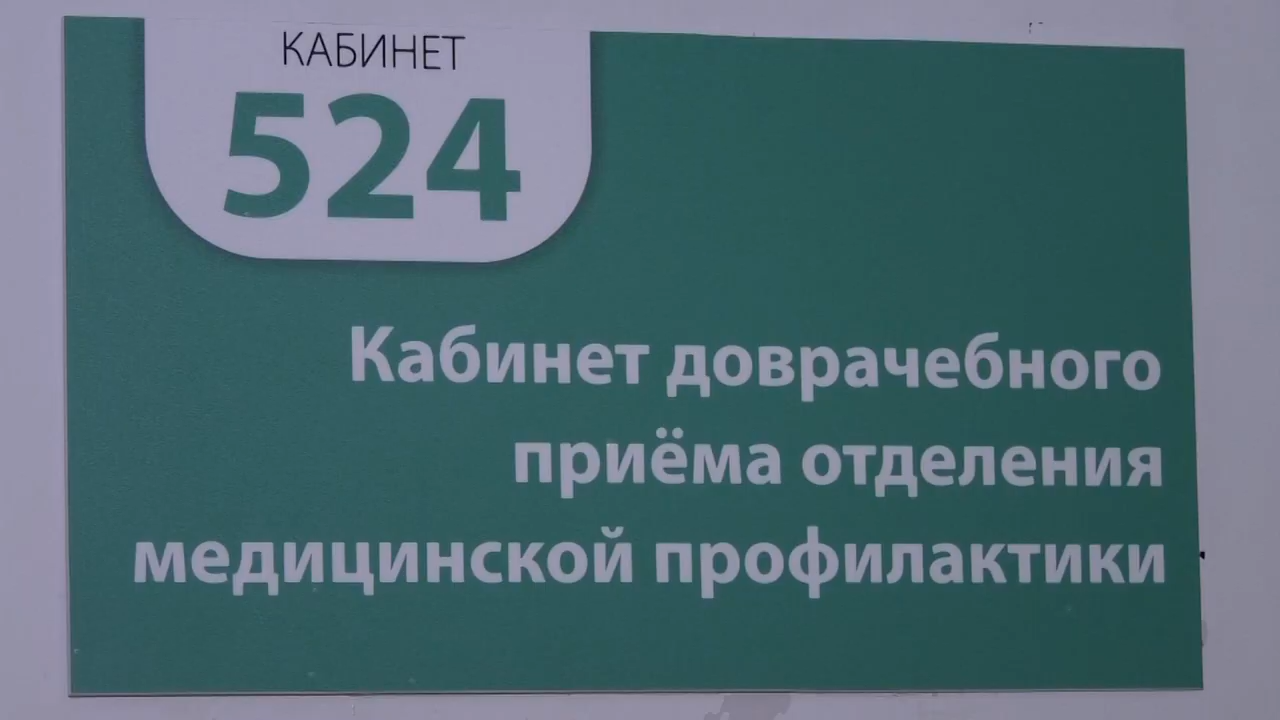 КАБИНЕТ
524
Кабинет доврачебного
приёма отделения
медицинской профилактики